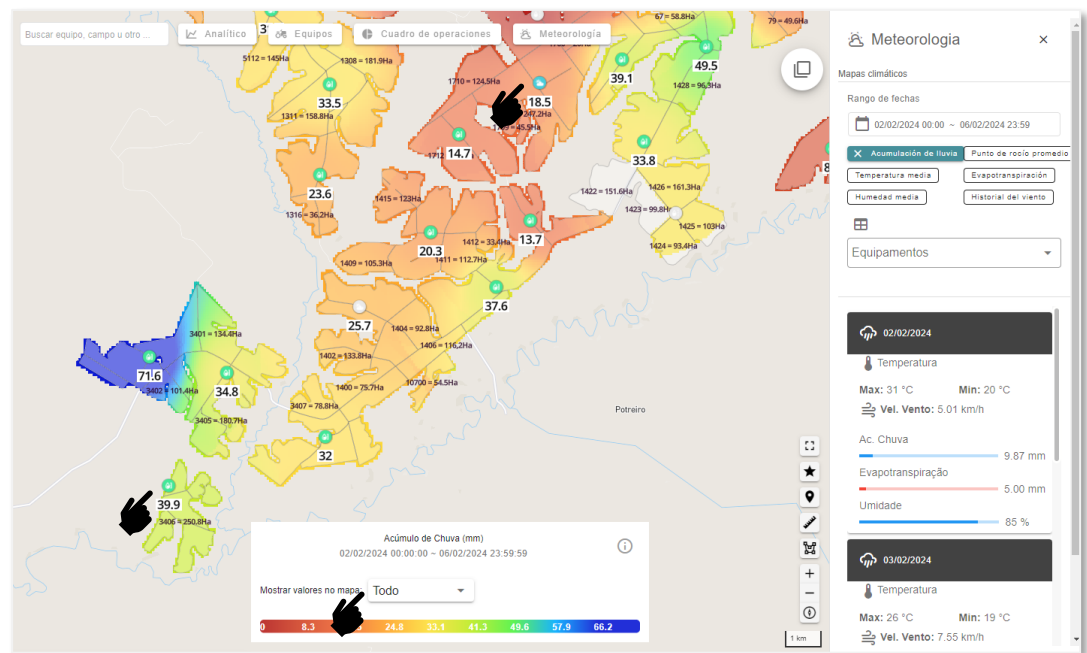 Buscar equipo, campo u otro ...
Analítico
Equipos
Cuadro de operaciones
Meteorología
67 = 58.8Ha
79 = 49.6Ha
5112 = 145Ha
1308 = 181.9Ha
49.5
39.1
1710 = 124.5Ha
1428 = 96.3Ha
33.5
18.5
1311 = 158.8Ha
247.2Ha
= 45.5Ha
1712
14.7
33.8
23.6
1422 = 151.6Ha
1426 = 161.3Ha
1415 = 123Ha
1316 = 36.2Ha
1423 = 99.8H
1425 = 103Ha
13.7
1412 = 33.4Ha
1424 = 93.4Ha
20.3
1411 = 112.7Ha
1409 = 105.3Ha
37.6
25.7
1404 = 92.8Ha
3401 = 134.4Ha
1406 = 116.2Ha
1402 = 133.8Ha
71.6
34.8
3402 = 101.4Ha
1400 = 75.7Ha
10700 = 54.5Ha
3407 = 78.8Ha
Potreiro
3405 = 180.7Ha
32
39.9
3406 = 250.8Ha
Acúmulo de Chuva (mm)
02/02/2024 00:00:00 ~ 06/02/2024 23:59:59
Mostrar valores no mapa:
Todo
0 8.3 24.8 33.1 41.3 49.6 57.9 66.2
1 km
Meteorologia
Mapas climáticos
Rango de fechas
02/02/2024 00:00 ~ 06/02/2024 23:59
Acumulación de lluvia
Punto de rocío promedio
Temperatura media
Evapotranspiración
Humedad media
Historial del viento
Equipamentos
02/02/2024
Temperatura
Max: 31 °C Min: 20 °C
Vel. Vento: 5.01 km/h
Ac. Chuva
9.87 mm
Evapotranspiração
5.00 mm
Umidade
85 %
03/02/2024
Temperatura
Max: 26 °C Min: 19 °C
Vel. Vento: 7.55 km/h